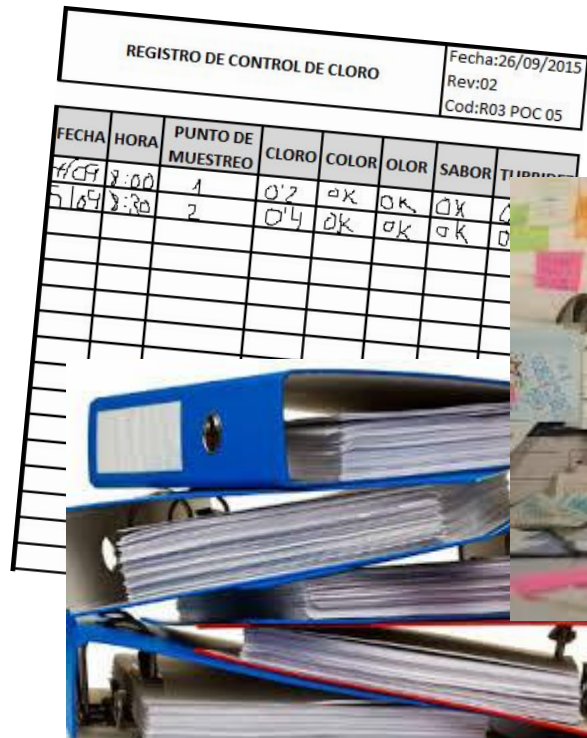 REGISTRO DE CONTROL DE CLORO
Fecha:26/09/2015
Rev:02
Cod:R03 POC 05
FECHA HORA PUNTO DE MUESTREO CLORO COLOR OLOR SABOR
4/09 8:00 1 0'2 OK OK OK
5/09 8:30 2 0'4 OK OK OK